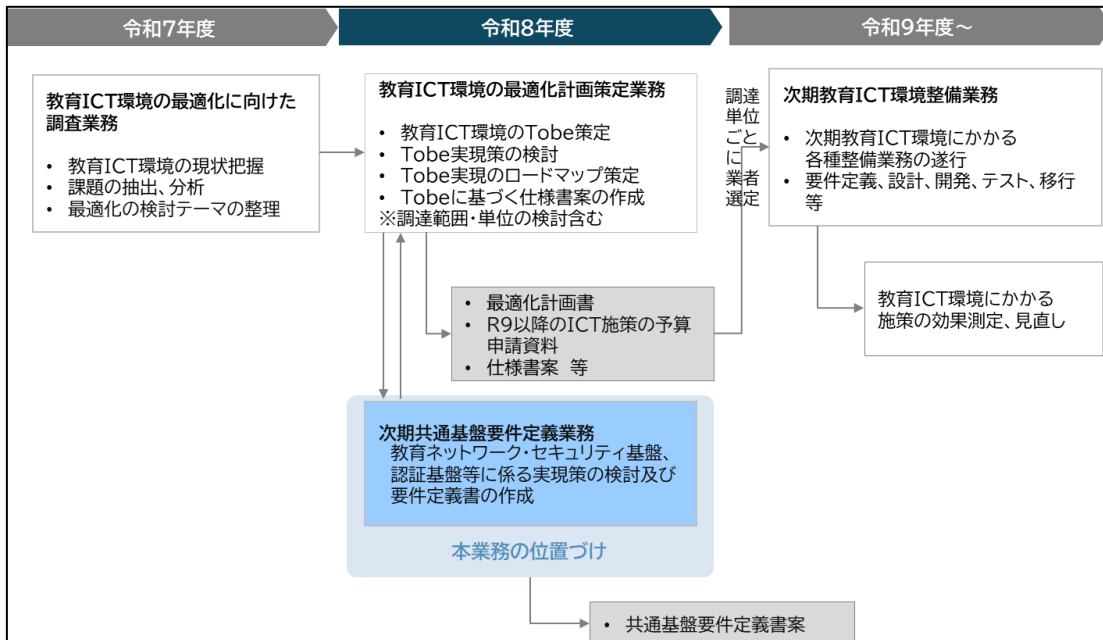 令和7年度
令和8年度
令和9年度～
教育ICT環境の最適化に向けた
調査業務
• 教育ICT環境の現状把握
• 課題の抽出、分析
• 最適化の検討テーマの整理
教育ICT環境の最適化計画策定業務
• 教育ICT環境のTobe策定
• Tobe実現策の検討
• Tobe実現のロードマップ策定
• Tobeに基づく仕様書案の作成
※調達範囲・単位の検討含む
調達
単位
ごと
に
業者
選定
次期教育ICT環境整備業務
• 次期教育ICT環境にかかる
各種整備業務の遂行
• 要件定義、設計、開発、テスト、移行
等
• 最適化計画書
• R9以降のICT施策の予算
申請資料
• 仕様書案 等
教育ICT環境にかかる
施策の効果測定、見直し
次期共通基盤要件定義業務
教育ネットワーク・セキュリティ基盤、
認証基盤等に係る実現策の検討及び
要件定義書の作成
本業務の位置づけ
• 共通基盤要件定義書案